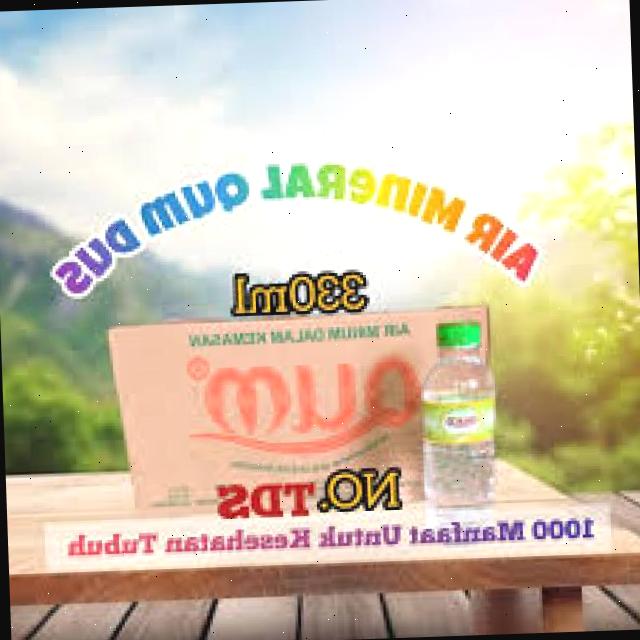 AIR MINERAL QUM DUS
330ml
AIR MINUM DALAM KEMASAN
QUM
NO.TDS
1000 Manfaat Untuk Kesehatan Tubuh